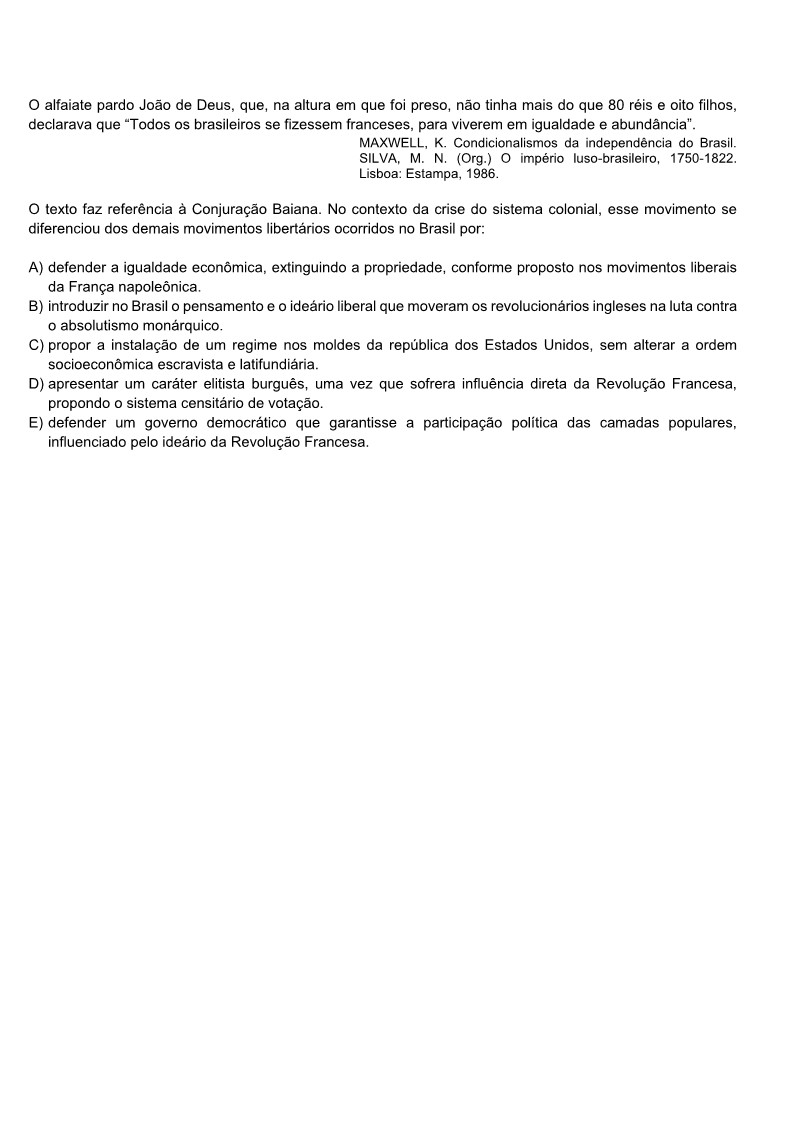 O alfaiate pardo João de Deus, que, na altura em que foi preso, não tinha mais do que 80 réis e oito filhos,
declarava que “Todos os brasileiros se fizessem franceses, para viverem em igualdade e abundância”.
MAXWELL, K. Condicionalismos da independência do Brasil.
SILVA, M. N. (Org.) O império luso-brasileiro, 1750-1822.
Lisboa: Estampa, 1986.
O texto faz referência à Conjuração Baiana. No contexto da crise do sistema colonial, esse movimento se
diferenciou dos demais movimentos libertários ocorridos no Brasil por:
A) defender a igualdade econômica, extinguindo a propriedade, conforme proposto nos movimentos liberais
da França napoleônica.
B) introduzir no Brasil o pensamento e o ideário liberal que moveram os revolucionários ingleses na luta contra
o absolutismo monárquico.
C) propor a instalação de um regime nos moldes da república dos Estados Unidos, sem alterar a ordem
socioeconômica escravista e latifundiária.
D) apresentar um caráter elitista burguês, uma vez que sofrera influência direta da Revolução Francesa,
propondo o sistema censitário de votação.
E) defender um governo democrático que garantisse a participação política das camadas populares,
influenciado pelo ideário da Revolução Francesa.